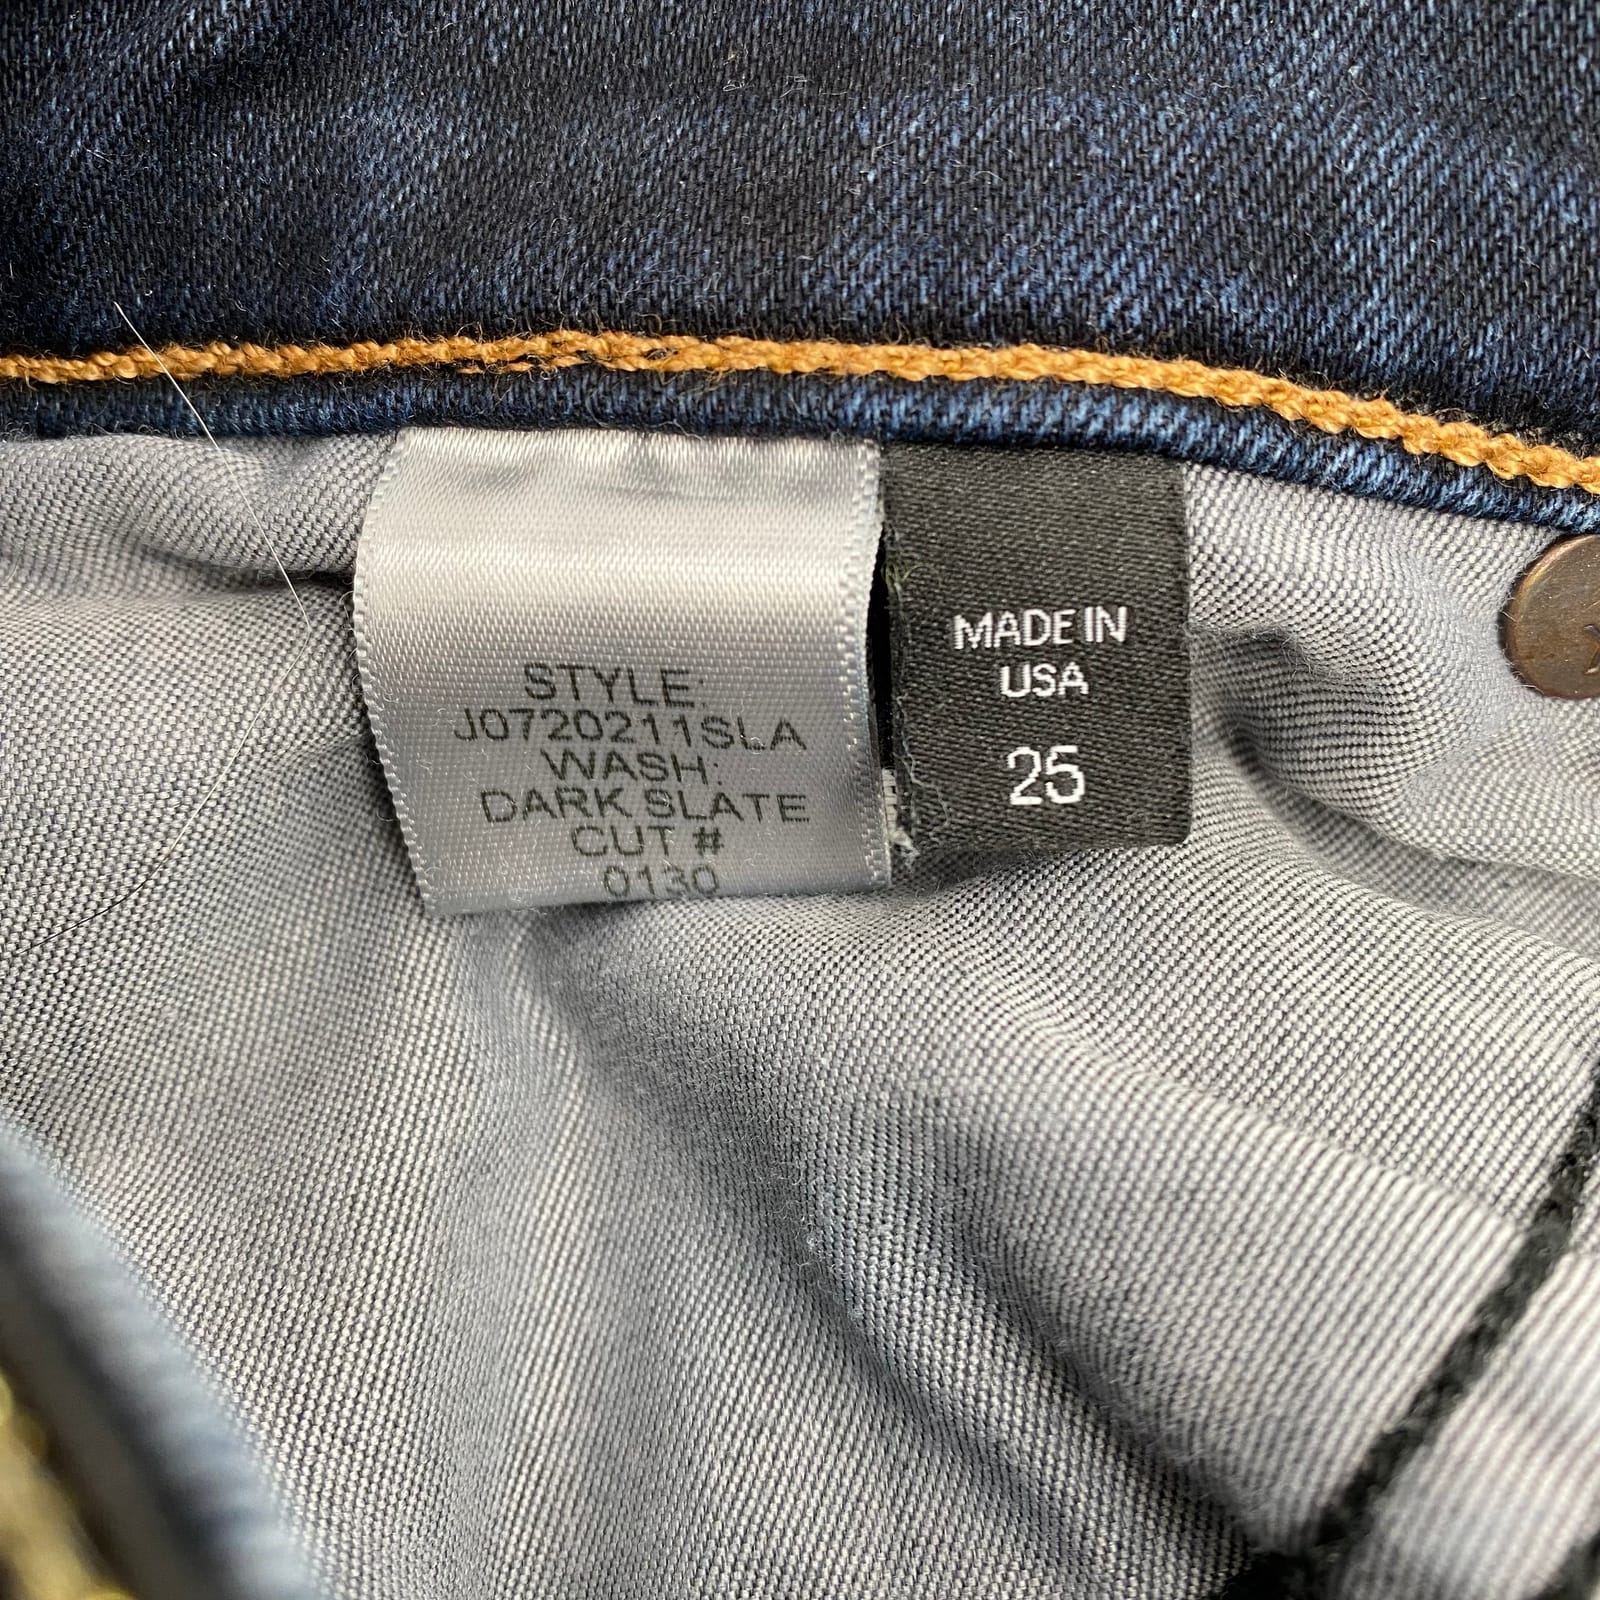 STYLE:
J0720211SLA
WASH:
DARK SLATE
CUT #
0130
MADE IN
USA
25